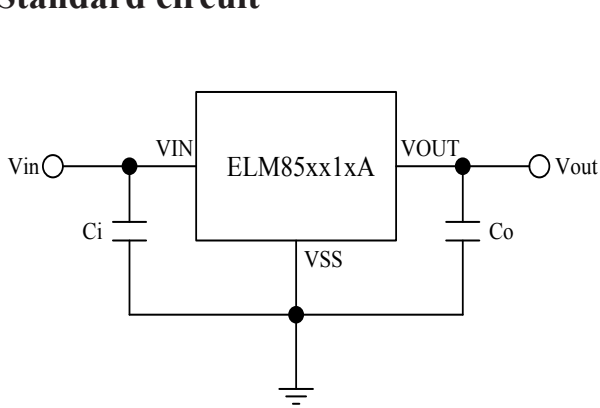 Standard circuit
VIN
VOUT
Vin
ELM85xx1xA
Vout
Ci
Co
VSS